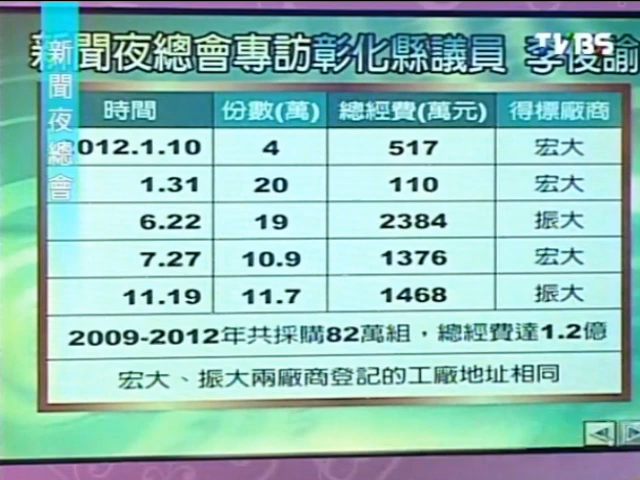 新聞夜總會專訪彰化縣議員 李俊諭
TVBS
新聞夜總會
時間 份數(萬) 總經費(萬元) 得標廠商
2012.1.10 4 517 宏大
1.31 20 110 宏大
6.22 19 2384 振大
7.27 10.9 1376 宏大
11.19 11.7 1468 振大
2009-2012年共採購82萬組，總經費達1.2億
宏大、振大兩廠商登記的工廠地址相同